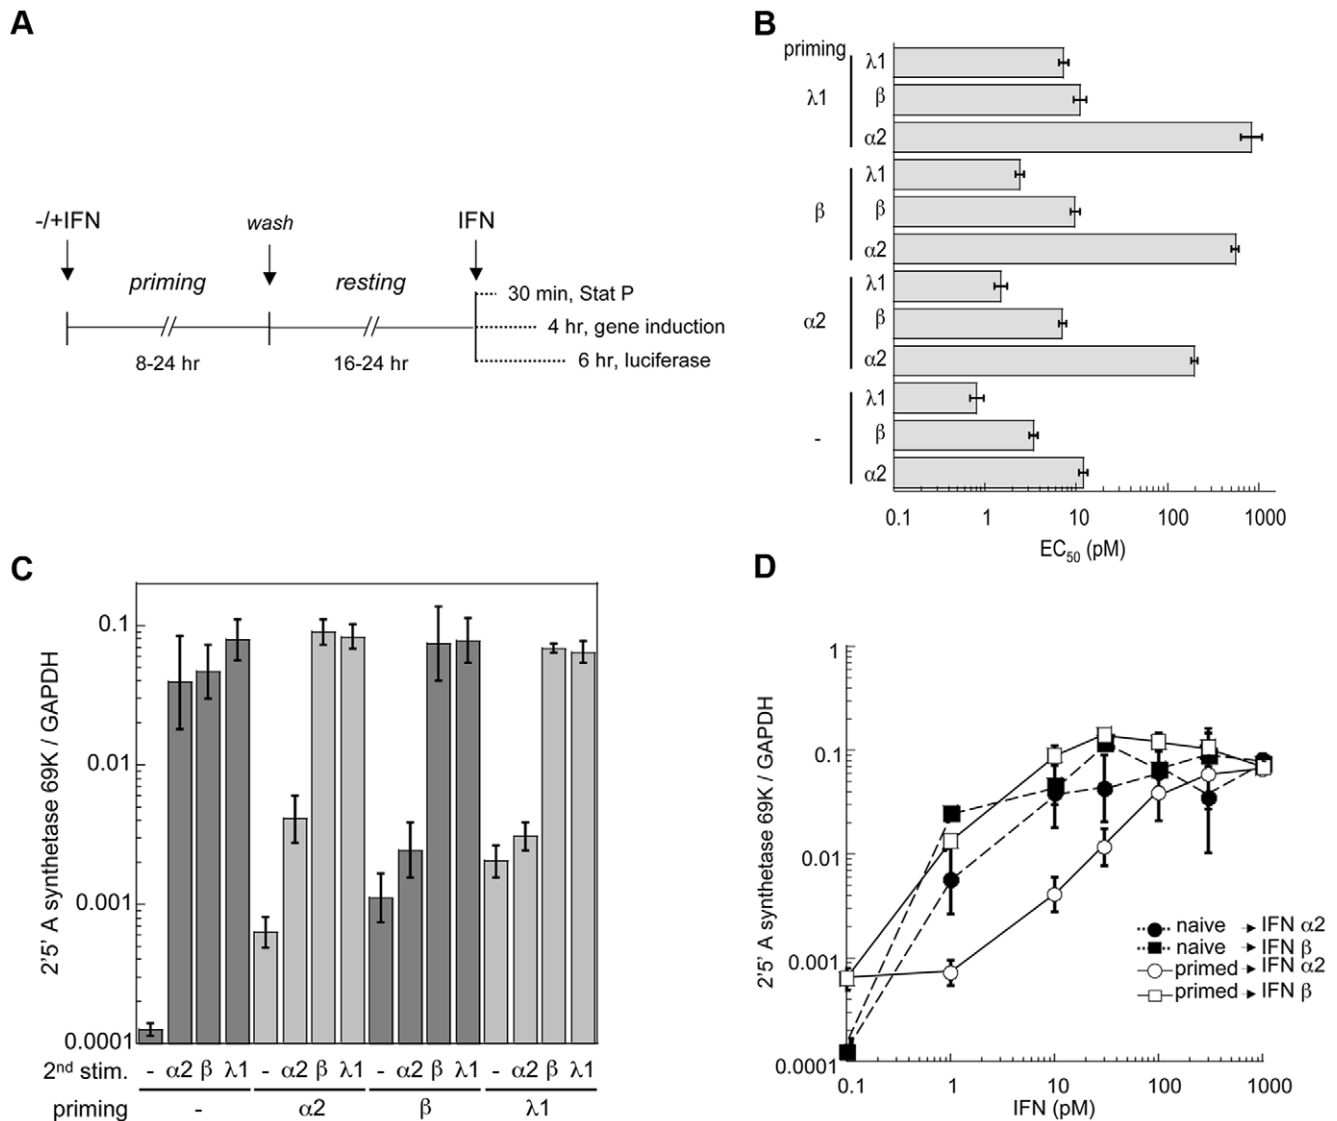 A
-/+IFN
wash
IFN
priming
resting
30 min, Stat P
4 hr, gene induction
6 hr, luciferase
8-24 hr
16-24 hr
B
priming
λ1
λ1
β
α2
β
λ1
β
α2
α2
λ1
β
α2
-
λ1
β
α2
0.1 1 10 100 1000
EC50 (pM)
C
2'5' A synthetase 69K / GAPDH
0.1
0.01
0.001
0.0001
2nd stim. - α2 β λ1 - α2 β λ1 - α2 β λ1 - α2 β λ1
priming - α2 β λ1
D
2'5' A synthetase 69K / GAPDH
1
0.1
0.01
0.001
0.0001
naive IFN α2
naive IFN β
primed IFN α2
primed IFN β
0.1 1 10 100 1000
IFN (pM)